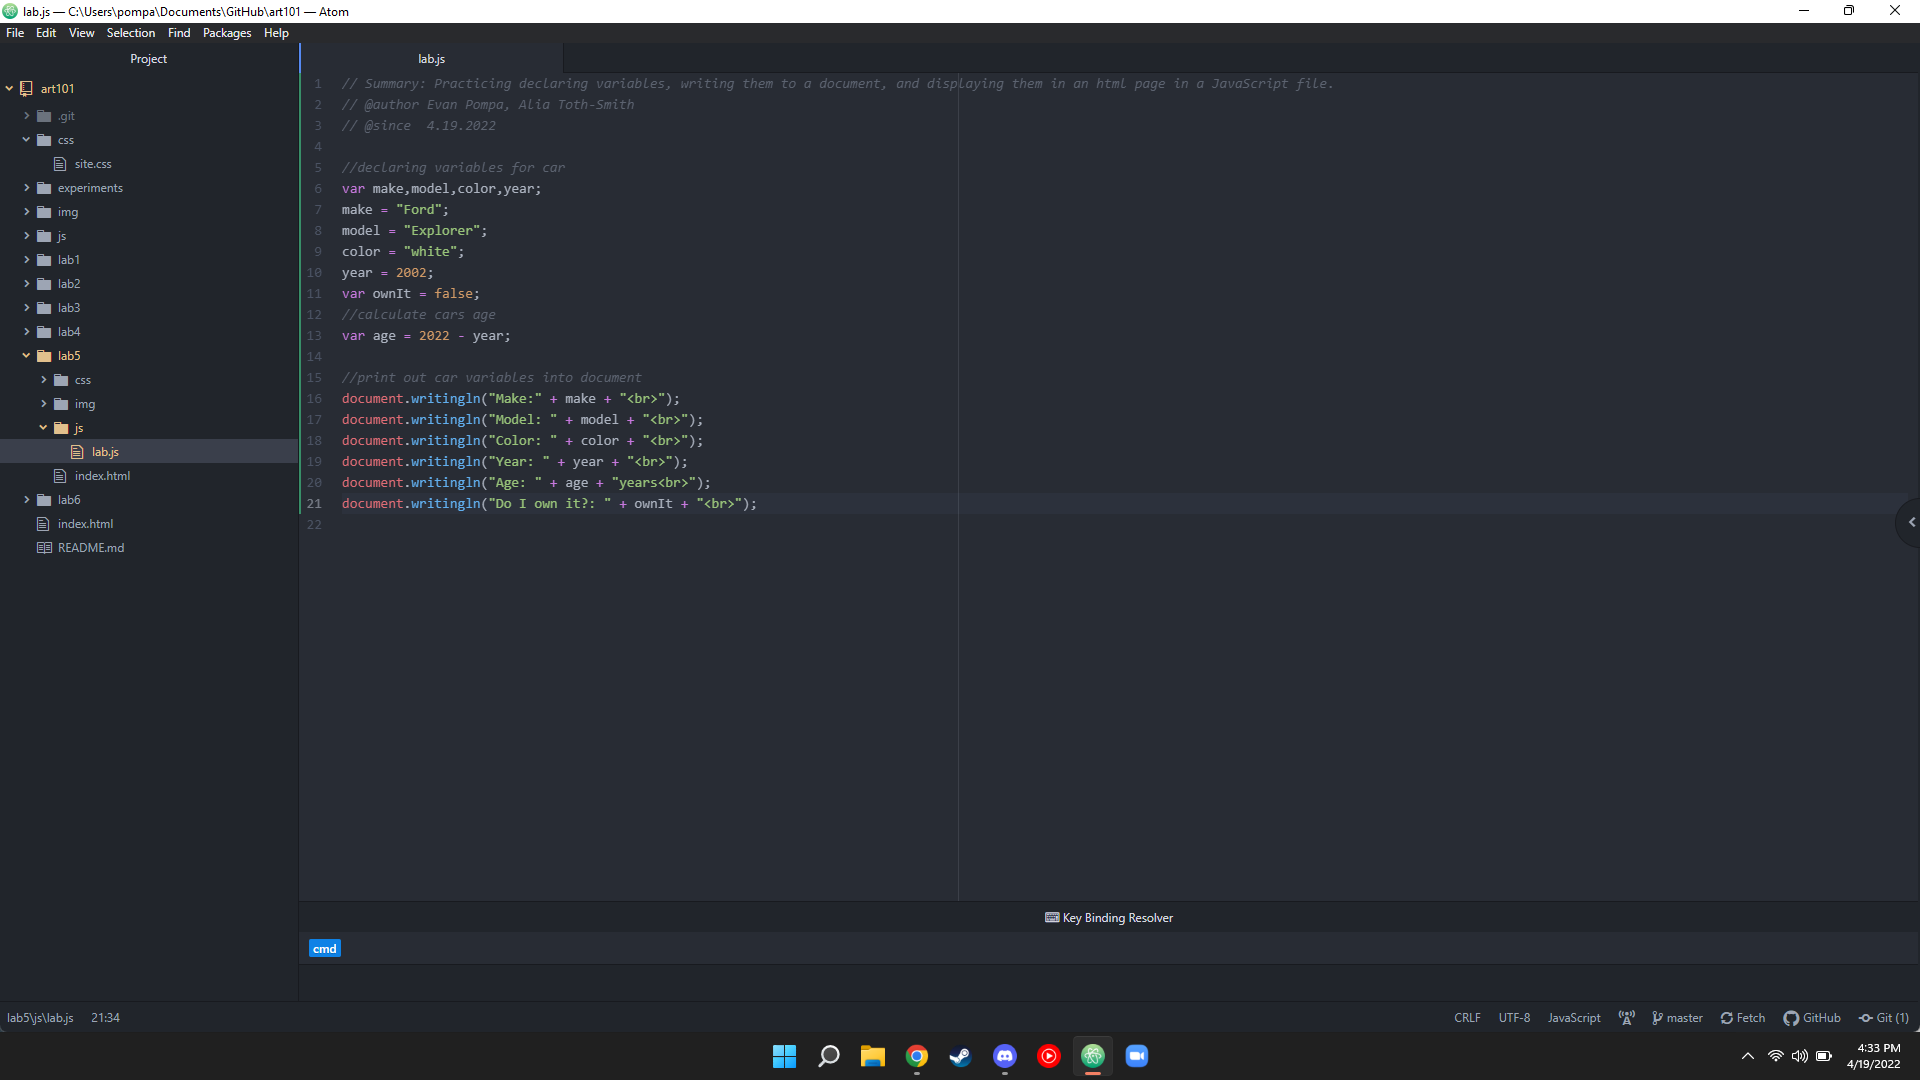 lab.js — C:\Users\pompa\Documents\GitHub\art101 — Atom
File Edit View Selection Find Packages Help
Project
art101
.git
css
site.css
experiments
img
js
lab1
lab2
lab3
lab4
lab5
css
img
js
lab.js
index.html
lab6
index.html
README.md
lab.js
1 // Summary: Practicing declaring variables, writing them to a document, and displaying them in an html page in a JavaScript file.
2 // @author Evan Pompa, Alia Toth-Smith
3 // @since  4.19.2022
4
5 //declaring variables for car
6 var make,model,color,year;
7 make = "Ford";
8 model = "Explorer";
9 color = "white";
10 year = 2002;
11 var ownIt = false;
12 //calculate cars age
13 var age = 2022 - year;
14
15 //print out car variables into document
16 document.writingln("Make:" + make + "<br>");
17 document.writingln("Model: " + model + "<br>");
18 document.writingln("Color: " + color + "<br>");
19 document.writingln("Year: " + year + "<br>");
20 document.writingln("Age: " + age + "years<br>");
21 document.writingln("Do I own it?: " + ownIt + "<br>");
22
Key Binding Resolver
cmd
lab5\js\lab.js 21:34
CRLF UTF-8 JavaScript master Fetch GitHub Git (1)
4:33 PM
4/19/2022